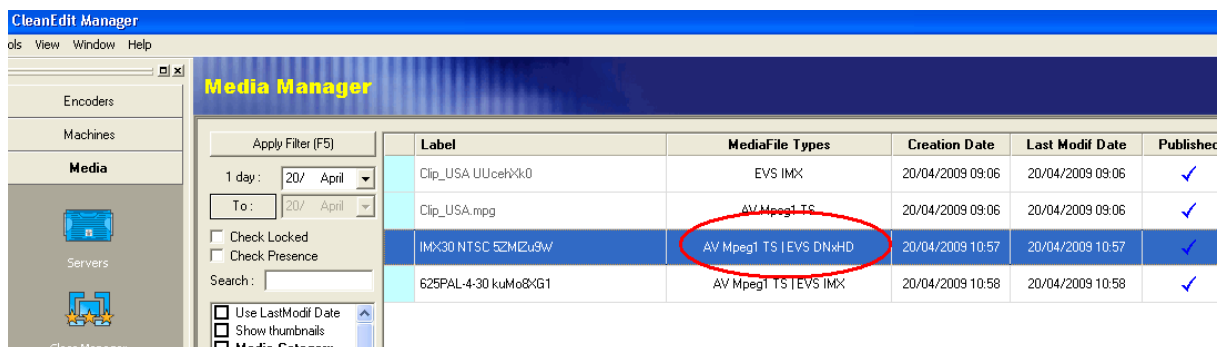 CleanEdit Manager
ols View Window Help
Encoders
Machines
Media
Servers
Media Manager
Apply Filter (F5)
1 day : 20/ April
To : 20/ April
Check Locked
Check Presence
Search :
Use LastModif Date
Show thumbnails
Label MediaFile Types Creation Date Last Modif Date Published
Clip_USA UUcehXk0 EVS IMX 20/04/2009 09:06 20/04/2009 09:06
Clip_USA.mpg AV Mpeg1 TS 20/04/2009 09:06 20/04/2009 09:06
IMX30 NTSC 5ZMIZu9W AV Mpeg1 TS | EVS DNxHD 20/04/2009 10:57 20/04/2009 10:57
625PAL-4-30 kuMo8XG1 AV Mpeg1 TS | EVS IMX 20/04/2009 10:58 20/04/2009 10:58